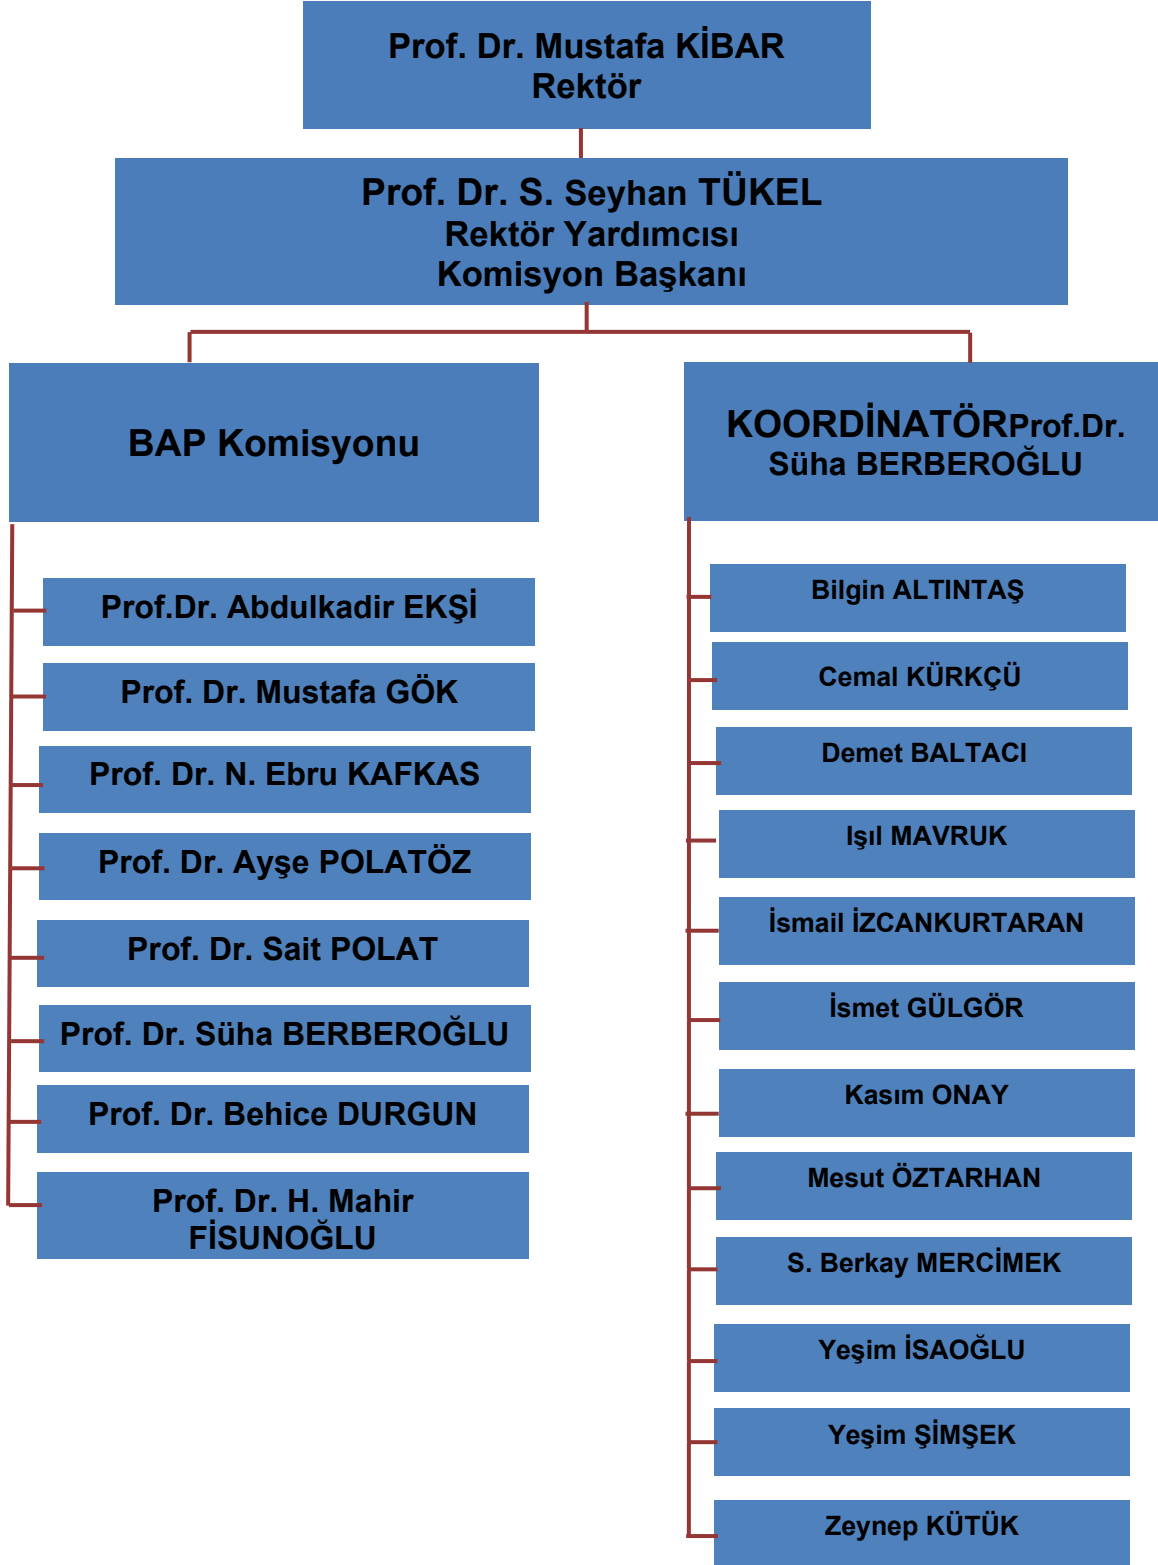 Prof. Dr. Mustafa KİBAR
Rektör
Prof. Dr. S. Seyhan TÜKEL
Rektör Yardımcısı
Komisyon Başkanı
BAP Komisyonu
Prof.Dr. Abdulkadir EKŞİ
Prof. Dr. Mustafa GÖK
Prof. Dr. N. Ebru KAFKAS
Prof. Dr. Ayşe POLATÖZ
Prof. Dr. Sait POLAT
Prof. Dr. Süha BERBEROĞLU
Prof. Dr. Behice DURGUN
Prof. Dr. H. Mahir
FİSUNOĞLU
KOORDİNATÖRProf.Dr.
Süha BERBEROĞLU
Bilgin ALTINTAŞ
Cemal KÜRKÇÜ
Demet BALTACI
Işıl MAVRUK
İsmail İZCANKURTARAN
İsmet GÜLGÖR
Kasım ONAY
Mesut ÖZTARHAN
S. Berkay MERCİMEK
Yeşim İSAOĞLU
Yeşim ŞİMŞEK
Zeynep KÜTÜK